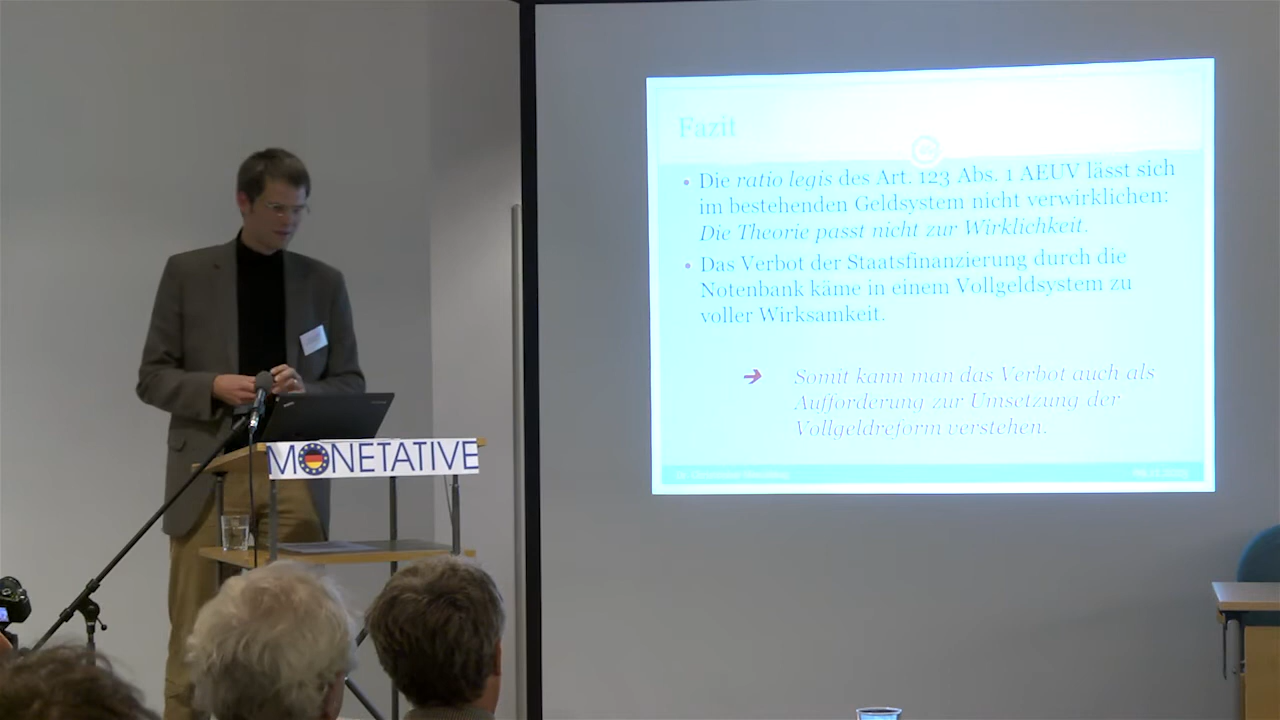 Fazit
• Die ratio legis des Art. 123 Abs. 1 AEUV lässt sich
im bestehenden Geldsystem nicht verwirklichen:
Die Theorie passt nicht zur Wirklichkeit.
• Das Verbot der Staatsfinanzierung durch die
Notenbank käme in einem Vollgeldsystem zu
voller Wirksamkeit.
➔ Somit kann man das Verbot auch als
Aufforderung zur Umsetzung der
Vollgeldreform verstehen.
MONETATIVE